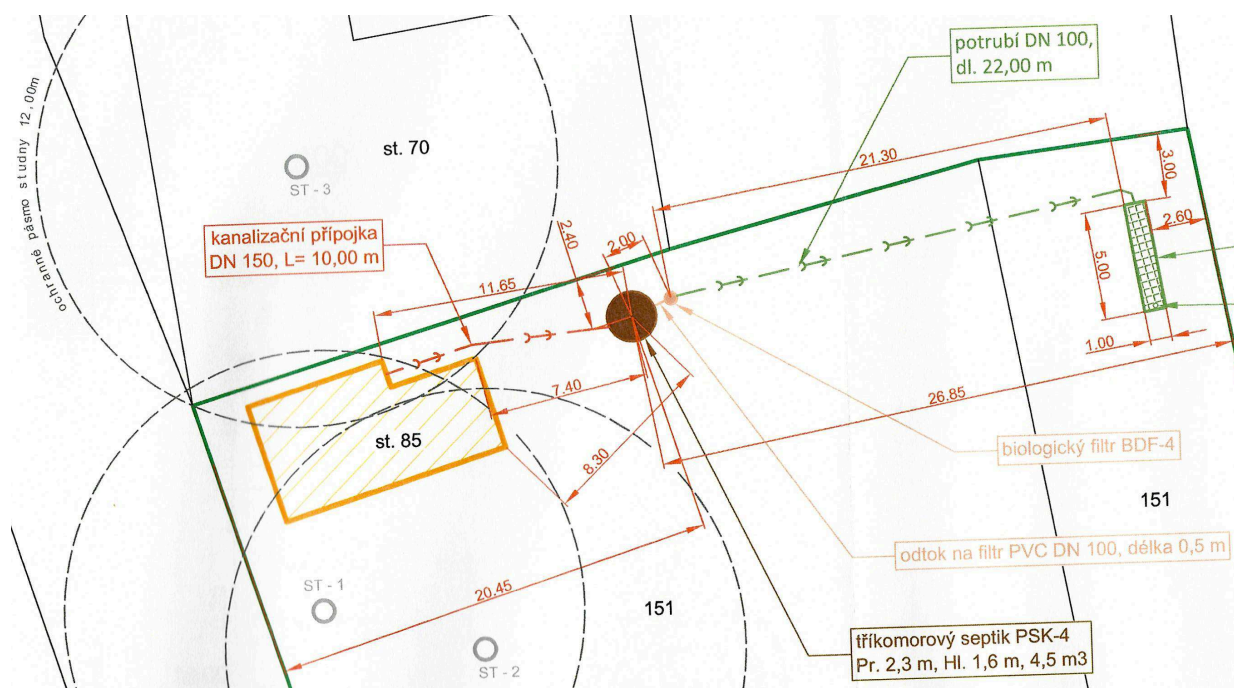 potrubí DN 100,
dl. 22,00 m
ochranné pásmo studny 12,00m
st. 70
ST - 3
21.30
3.00
2.60
kanalizační přípojka
DN 150, L= 10,00 m
2.40
2.00
11.65
5.00
1.00
7.40
26.85
st. 85
8.30
biologický filtr BDF-4
151
odtok na filtr PVC DN 100, délka 0,5 m
ST - 1
20.45
151
ST - 2
tříkomorový septik PSK-4
Pr. 2,3 m, Hl. 1,6 m, 4,5 m3